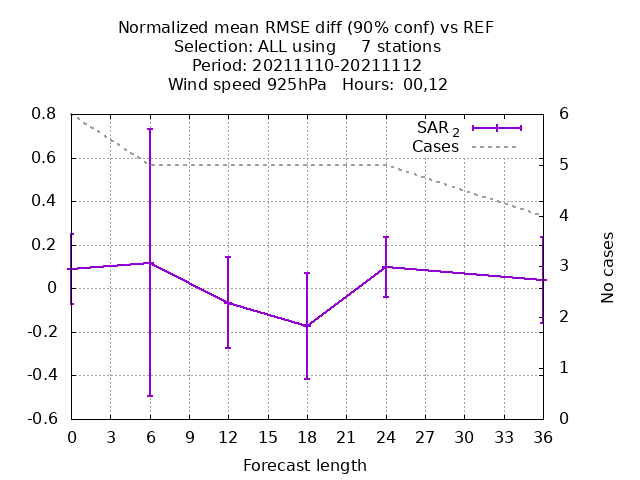 Normalized mean RMSE diff (90% conf) vs REF
Selection: ALL using     7 stations
Period: 20211110-20211112
Wind speed 925hPa   Hours:  00,12
SAR 2
Cases
0.8
0.6
0.4
0.2
0
-0.2
-0.4
-0.6
6
5
4
3
2
1
0
No cases
0 3 6 9 12 15 18 21 24 27 30 33 36
Forecast length